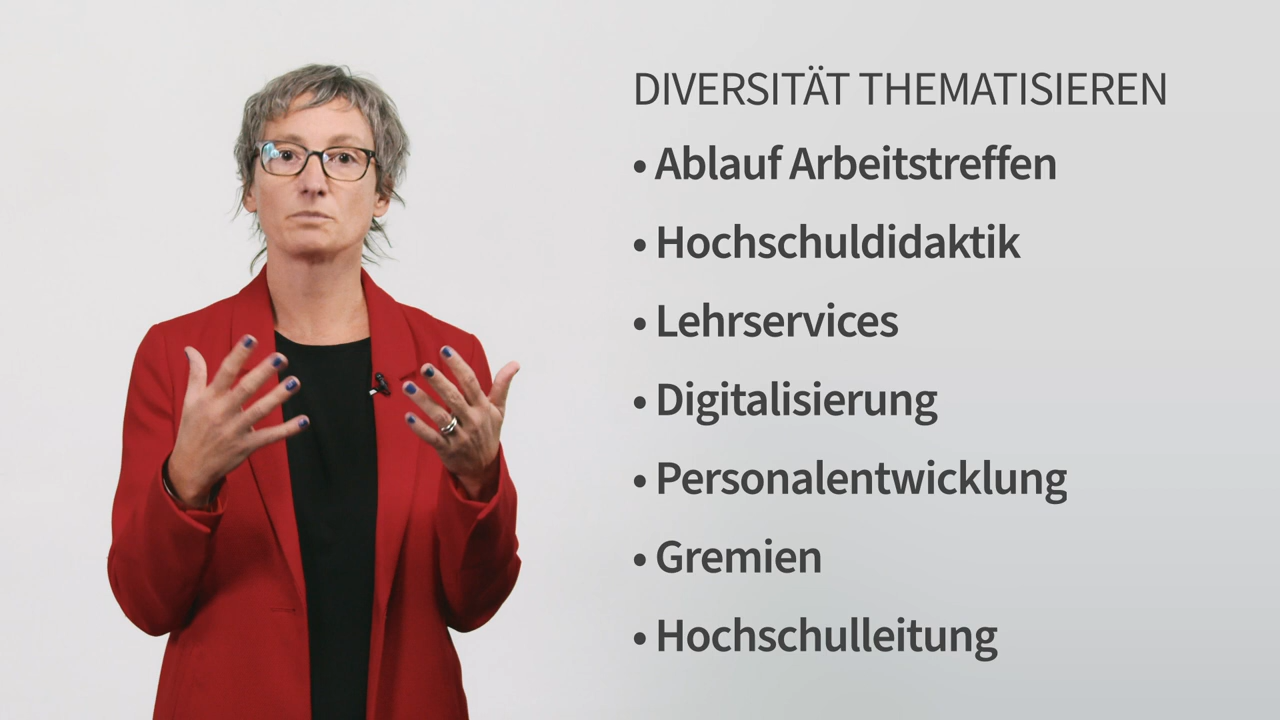 DIVERSITÄT THEMATISIEREN
• Ablauf Arbeitstreffen
• Hochschuldidaktik
• Lehrservices
• Digitalisierung
• Personalentwicklung
• Gremien
• Hochschulleitung